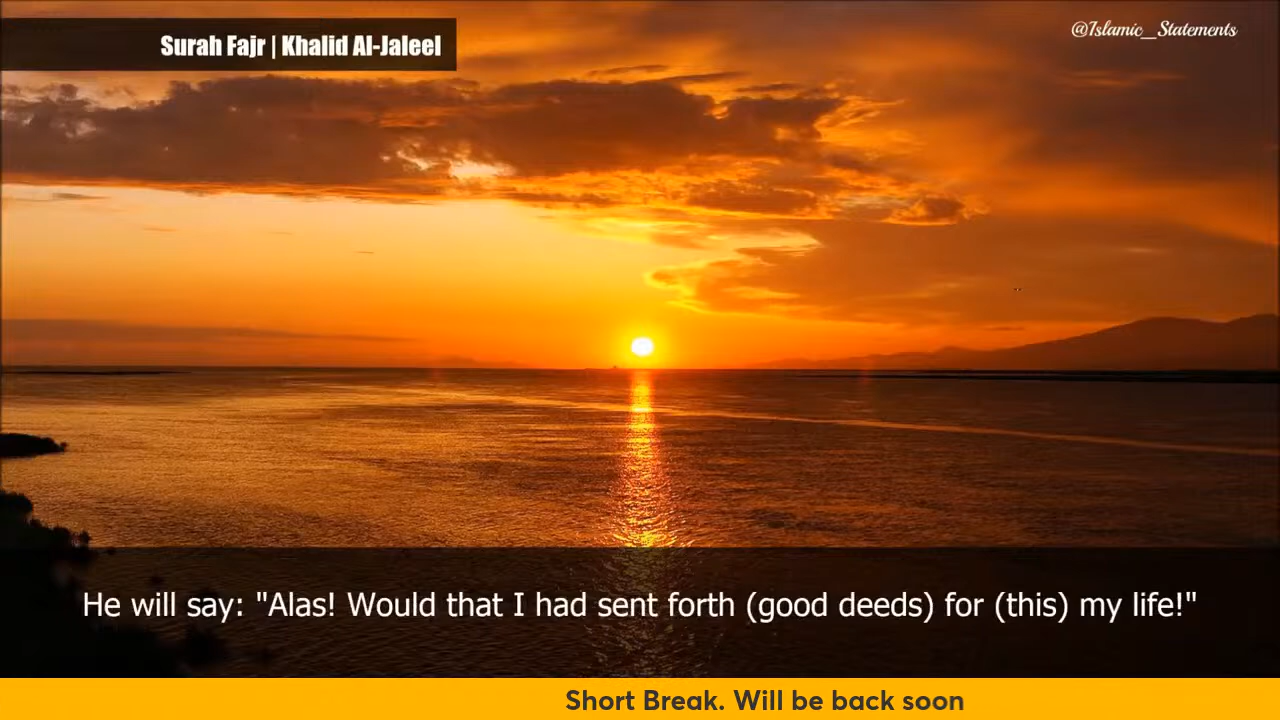 Surah Fajr | Khalid Al-Jaleel
@Islamic_Statements
He will say: "Alas! Would that I had sent forth (good deeds) for (this) my life!"
Short Break. Will be back soon